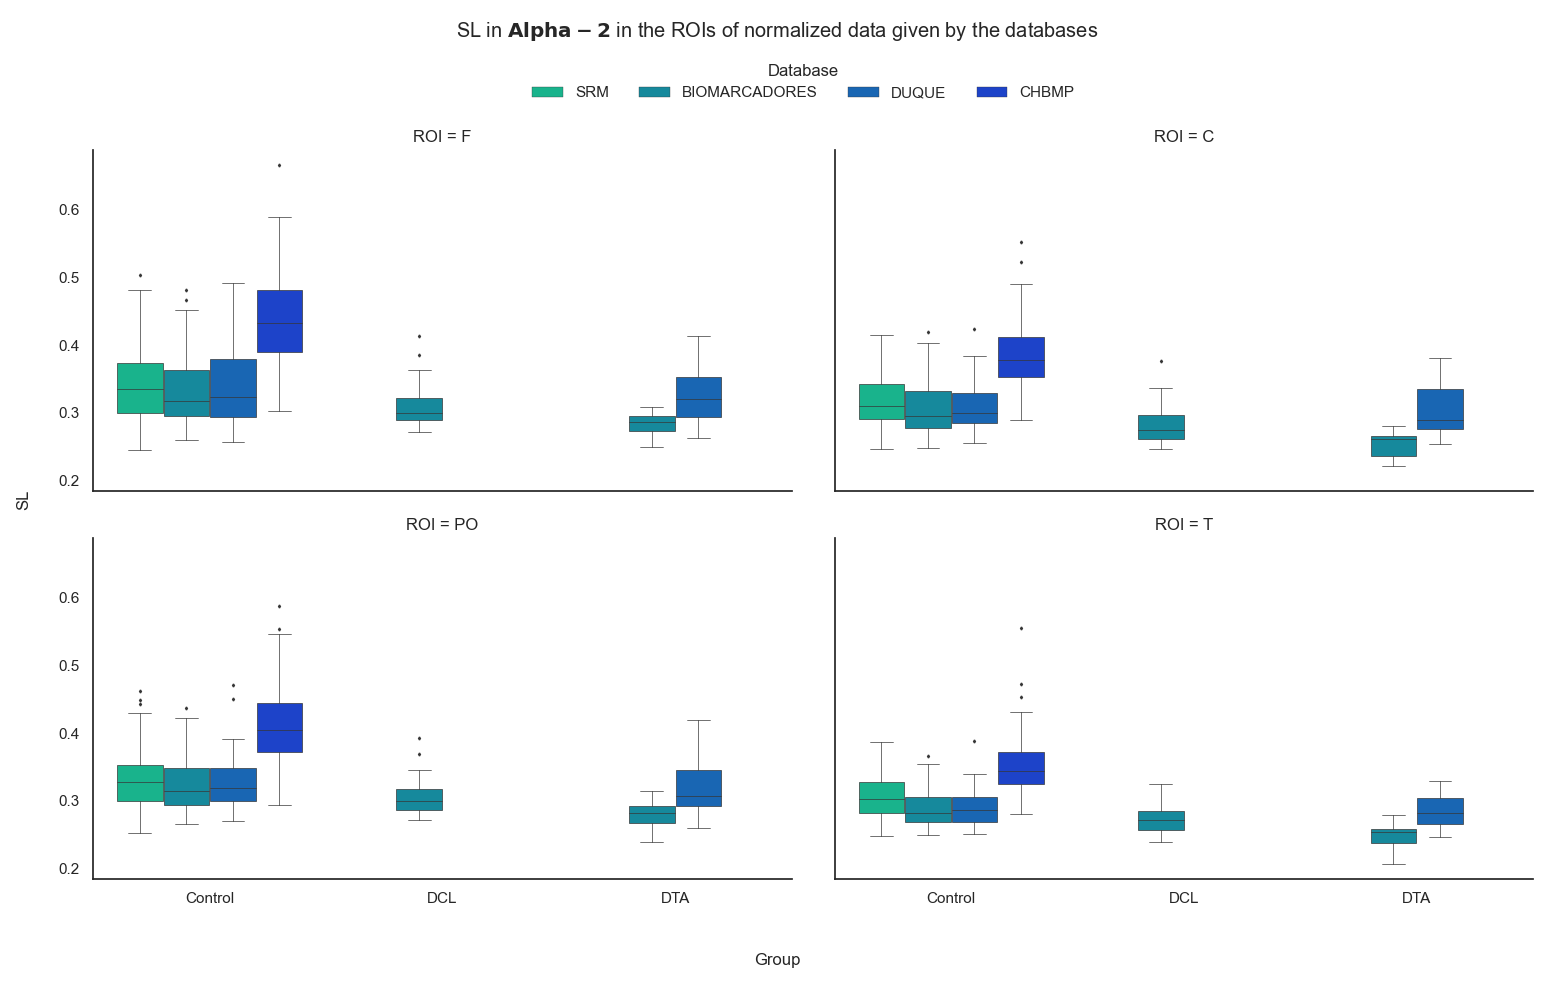 SL in Alpha − 2 in the ROIs of normalized data given by the databases
Database
SRM BIOMARCADORES DUQUE CHBMP
ROI = F ROI = C
0.6
0.5
0.4
0.3
0.2
SL
ROI = PO ROI = T
0.6
0.5
0.4
0.3
0.2
Control DCL DTA Control DCL DTA
Group